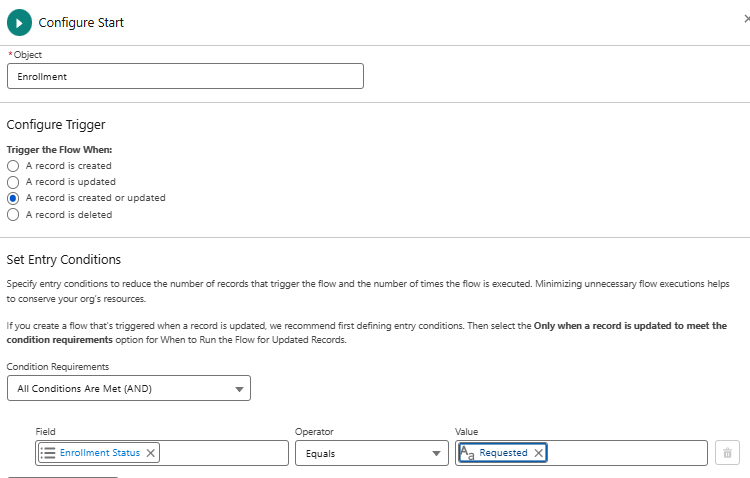 Configure Start
* Object
Enrollment
Configure Trigger
Trigger the Flow When:
A record is created
A record is updated
A record is created or updated
A record is deleted
Set Entry Conditions
Specify entry conditions to reduce the number of records that trigger the flow and the number of times the flow is executed. Minimizing unnecessary flow executions helps
to conserve your org's resources.
If you create a flow that's triggered when a record is updated, we recommend first defining entry conditions. Then select the Only when a record is updated to meet the
condition requirements option for When to Run the Flow for Updated Records.
Condition Requirements
All Conditions Are Met (AND)
Field Operator Value
Enrollment Status Equals Aa Requested